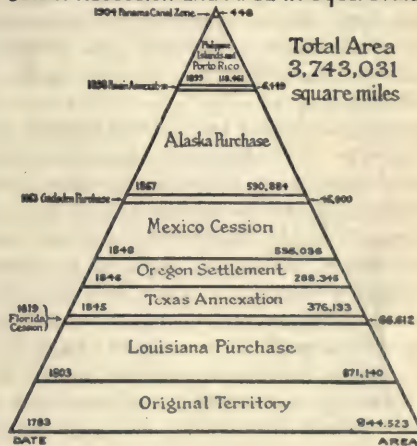 1904 Panama Canal Zone 448
Philippine
Islands and
Porto Rico
1899 118,461
Total Area
3,743,031
square miles
1898 Hawaii Annexation 6,449
Alaska Purchase
1867 590,884
1853 Gadsden Purchase 45,900
Mexico Cession
1848 596,036
Oregon Settlement
1846 288,345
Texas Annexation
1845 376,133
1819
Florida
Cession
66,612
Louisiana Purchase
1803 871,140
Original Territory
1783 844,523
DATE AREA